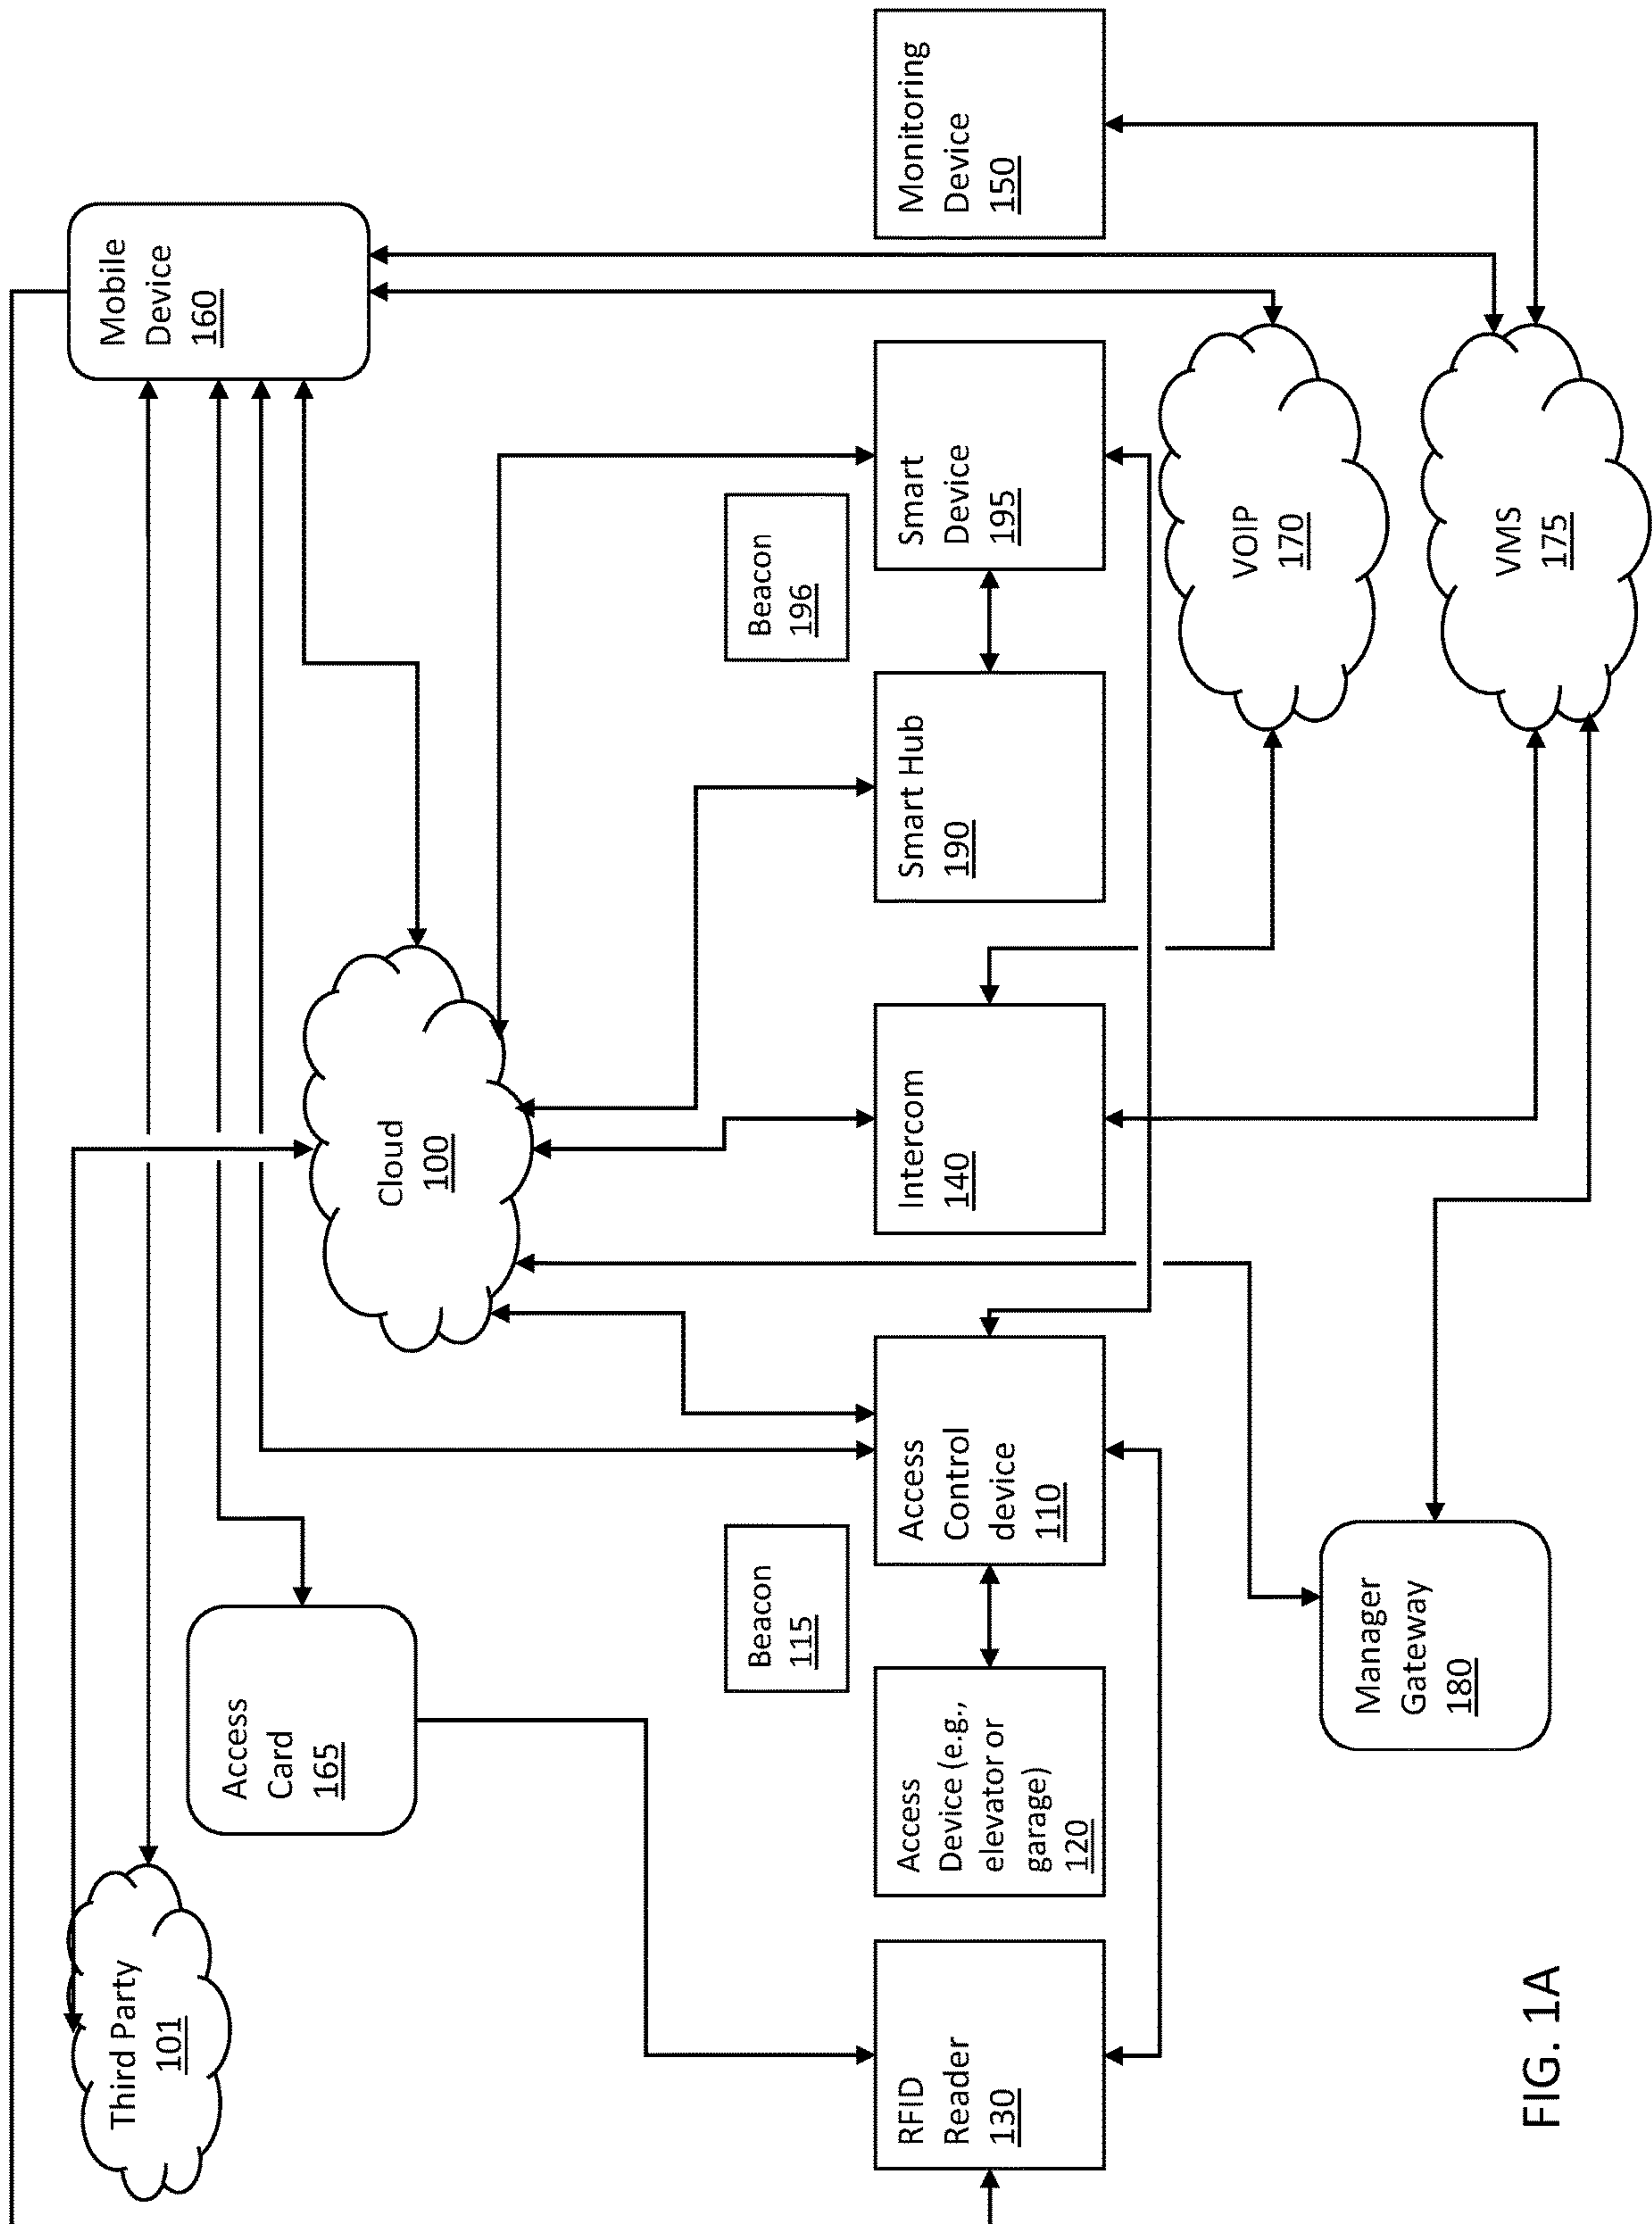 Third Party
101
Mobile
Device
160
Access
Card
165
Cloud
100
Beacon
115
Beacon
196
RFID
Reader
130
Access
Device (e.g.,
elevator or
garage)
120
Access
Control
device
110
Intercom
140
Smart Hub
190
Smart
Device
195
Monitoring
Device
150
VOIP
170
Manager
Gateway
180
VMS
175
FIG. 1A